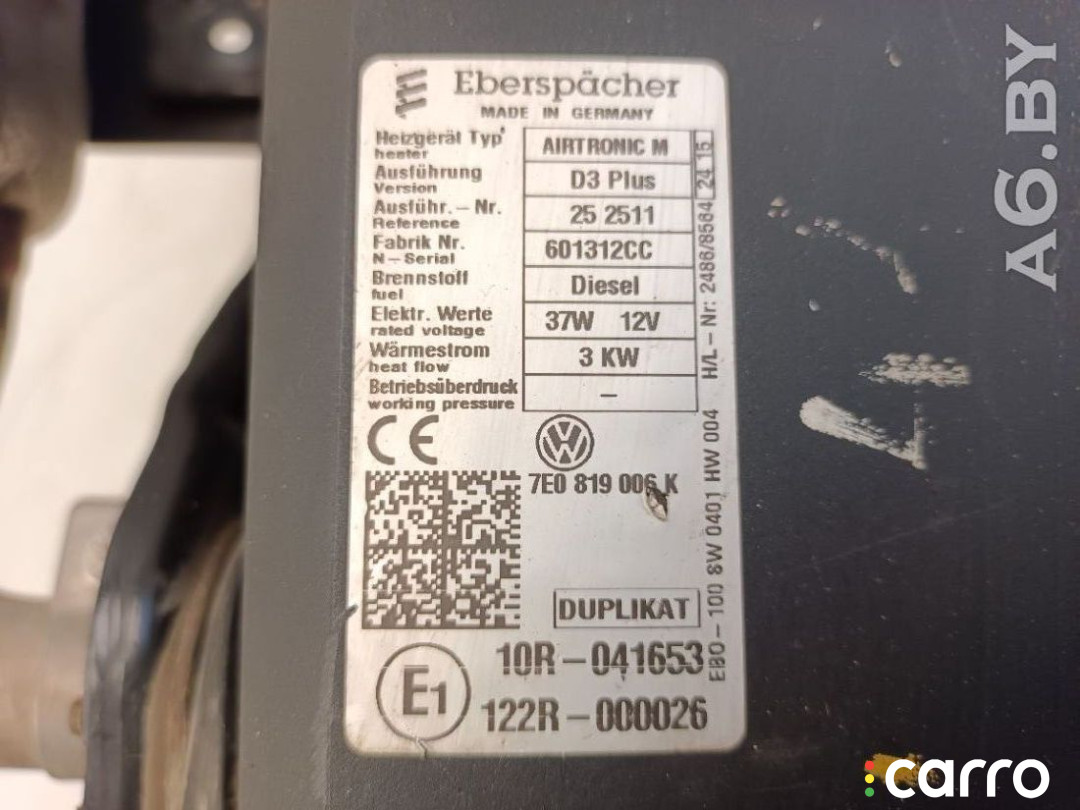 Eberspächer
MADE IN GERMANY
Heizgerät Typ AIRTRONIC M
heater
Ausführung D3 Plus
Version
Ausführ. – Nr. 25 2511
Reference
Fabrik Nr. 601312CC
N – Serial
Brennstoff Diesel
fuel
Elektr. Werte 37W 12V
rated voltage
Wärmestrom 3 KW
heat flow
Betriebsüberdruck –
working pressure
24 15
H/L – Nr: 2486/8584
CE
VW
7E0 819 006 K
EBO – 100 SW 0401 HW 004
DUPLIKAT
E1
10R – 041653
122R – 000026
A6.BY
carro